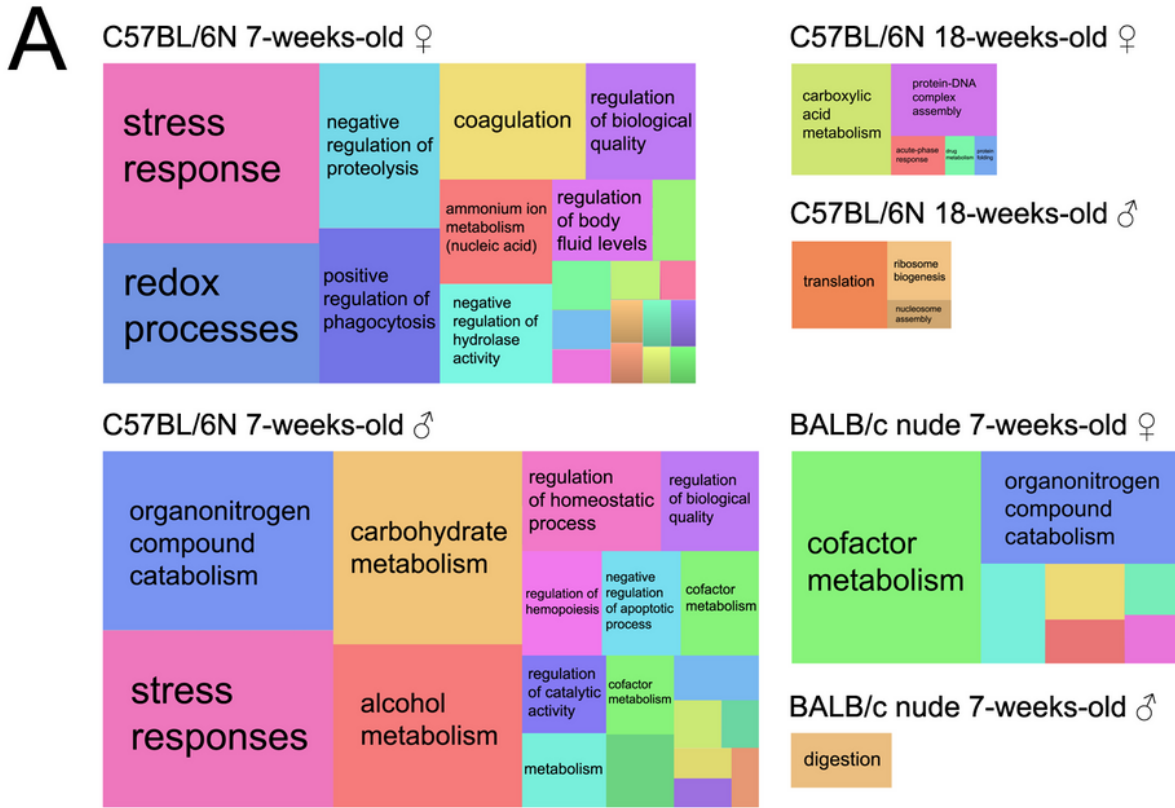 A
C57BL/6N 7-weeks-old ♀
stress
response
redox
processes
negative
regulation of
proteolysis
positive
regulation of
phagocytosis
coagulation
regulation
of biological
quality
ammonium ion
metabolism
(nucleic acid)
regulation
of body
fluid levels
negative
regulation of
hydrolase
activity
C57BL/6N 18-weeks-old ♀
carboxylic
acid
metabolism
protein-DNA
complex
assembly
acute-phase
response
drug
metabolism
protein
folding
C57BL/6N 18-weeks-old ♂
translation
ribosome
biogenesis
nucleosome
assembly
C57BL/6N 7-weeks-old ♂
organonitrogen
compound
catabolism
stress
responses
carbohydrate
metabolism
alcohol
metabolism
regulation
of homeostatic
process
regulation
of biological
quality
regulation of
hemopoiesis
negative
regulation
of apoptotic
process
cofactor
metabolism
regulation
of catalytic
activity
cofactor
metabolism
metabolism
BALB/c nude 7-weeks-old ♀
cofactor
metabolism
organonitrogen
compound
catabolism
BALB/c nude 7-weeks-old ♂
digestion